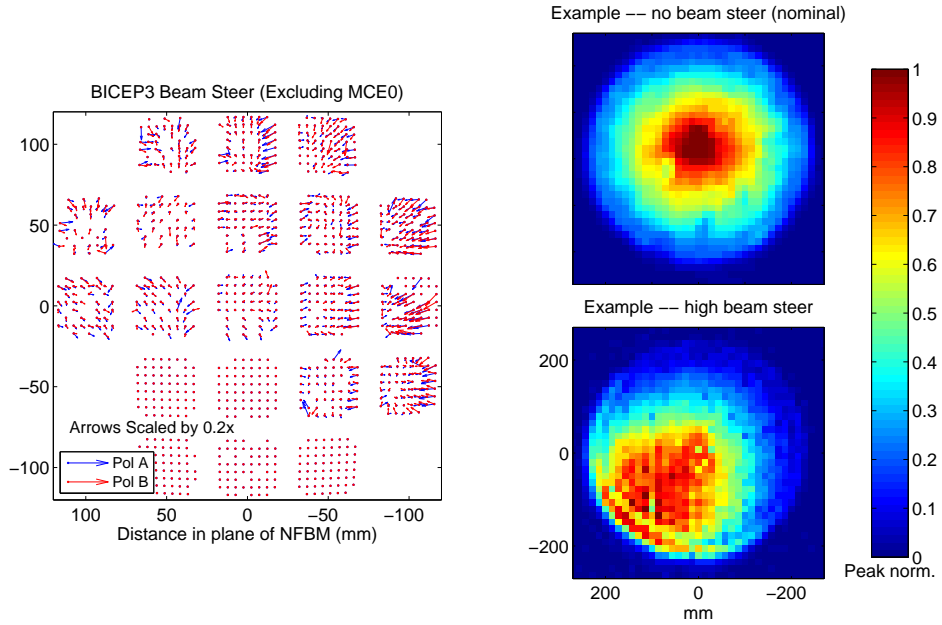 BICEP3 Beam Steer (Excluding MCE0)
100
50
0
−50
−100
Arrows Scaled by 0.2x
Pol A
Pol B
100 50 0 −50 −100
Distance in plane of NFBM (mm)
Example −− no beam steer (nominal)
Example −− high beam steer
200
0
−200
200 0 −200
mm
1
0.9
0.8
0.7
0.6
0.5
0.4
0.3
0.2
0.1
0
Peak norm.